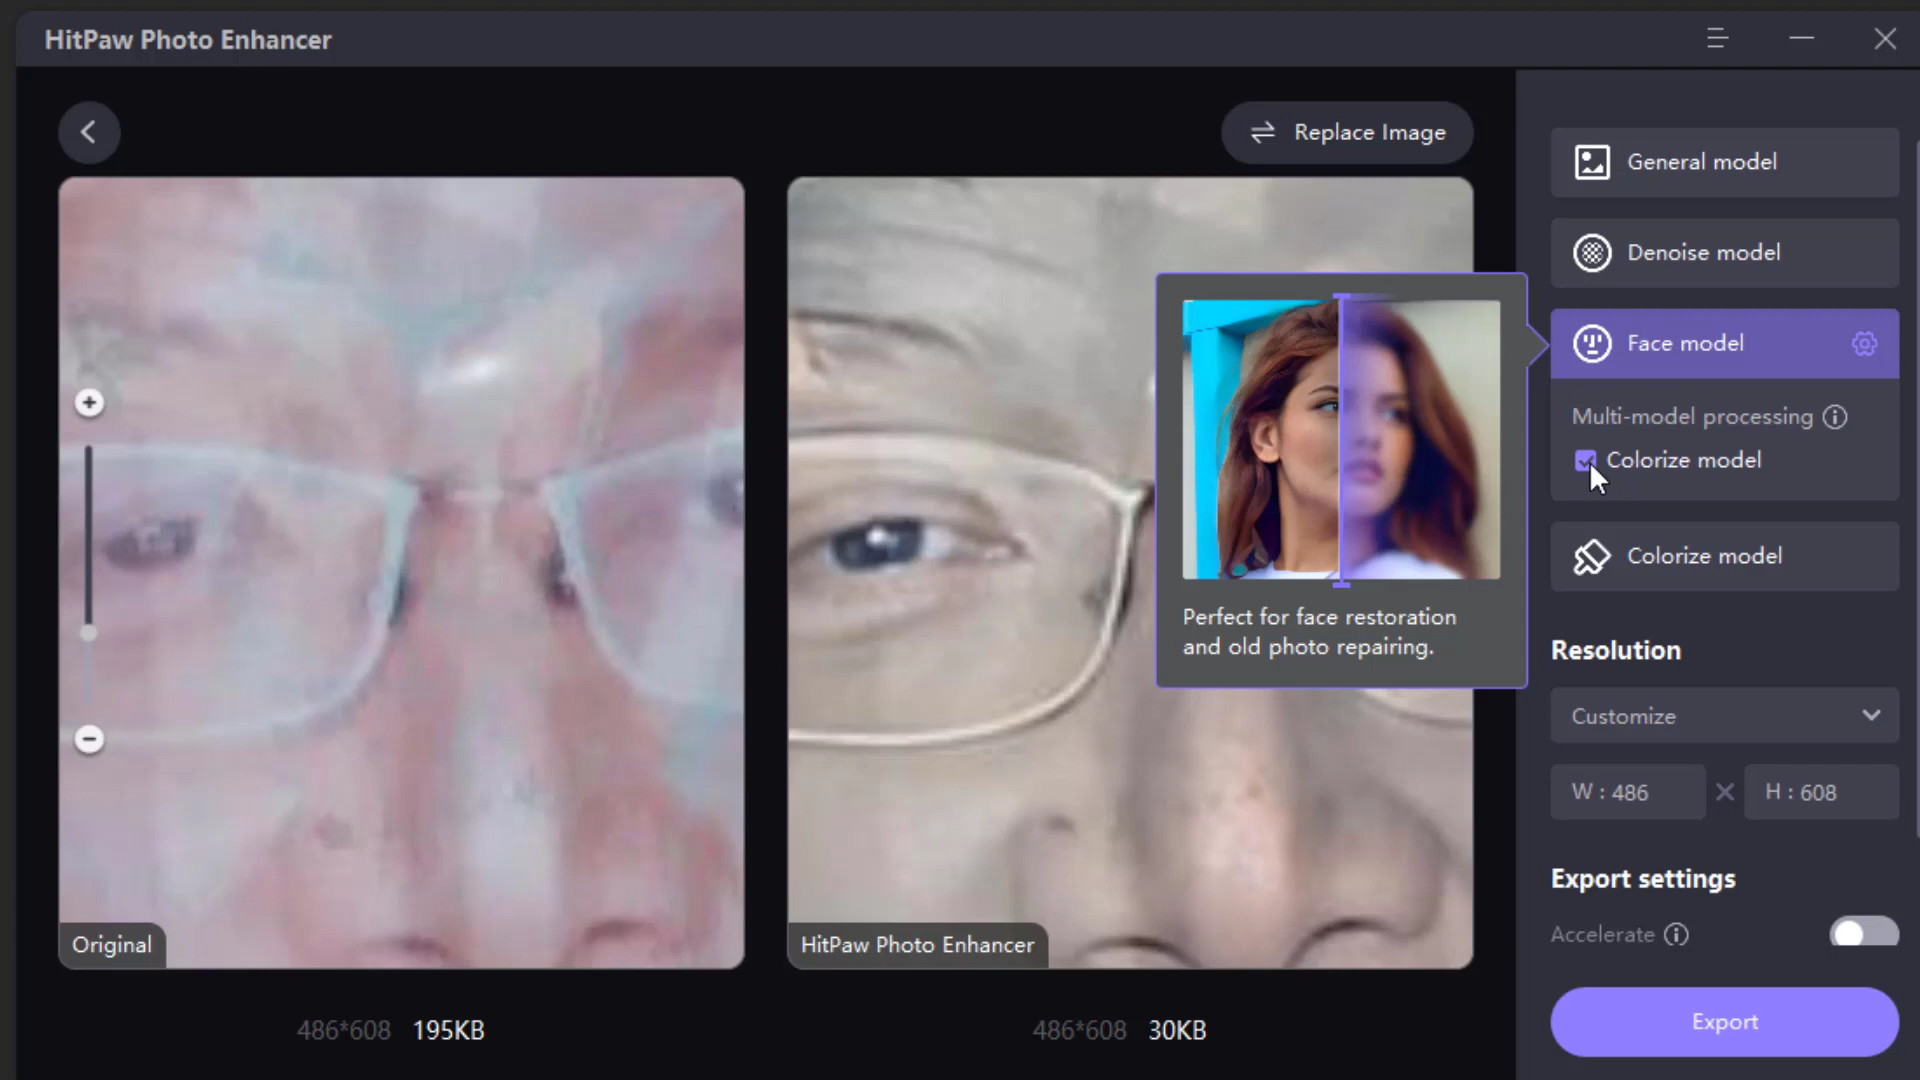 HitPaw Photo Enhancer
Replace Image
General model
Denoise model
Face model
Multi-model processing
Colorize model
Perfect for face restoration
and old photo repairing.
Colorize model
Resolution
Customize
W : 486
H : 608
Export settings
Accelerate
Export
Original
HitPaw Photo Enhancer
486*608 195KB
486*608 30KB